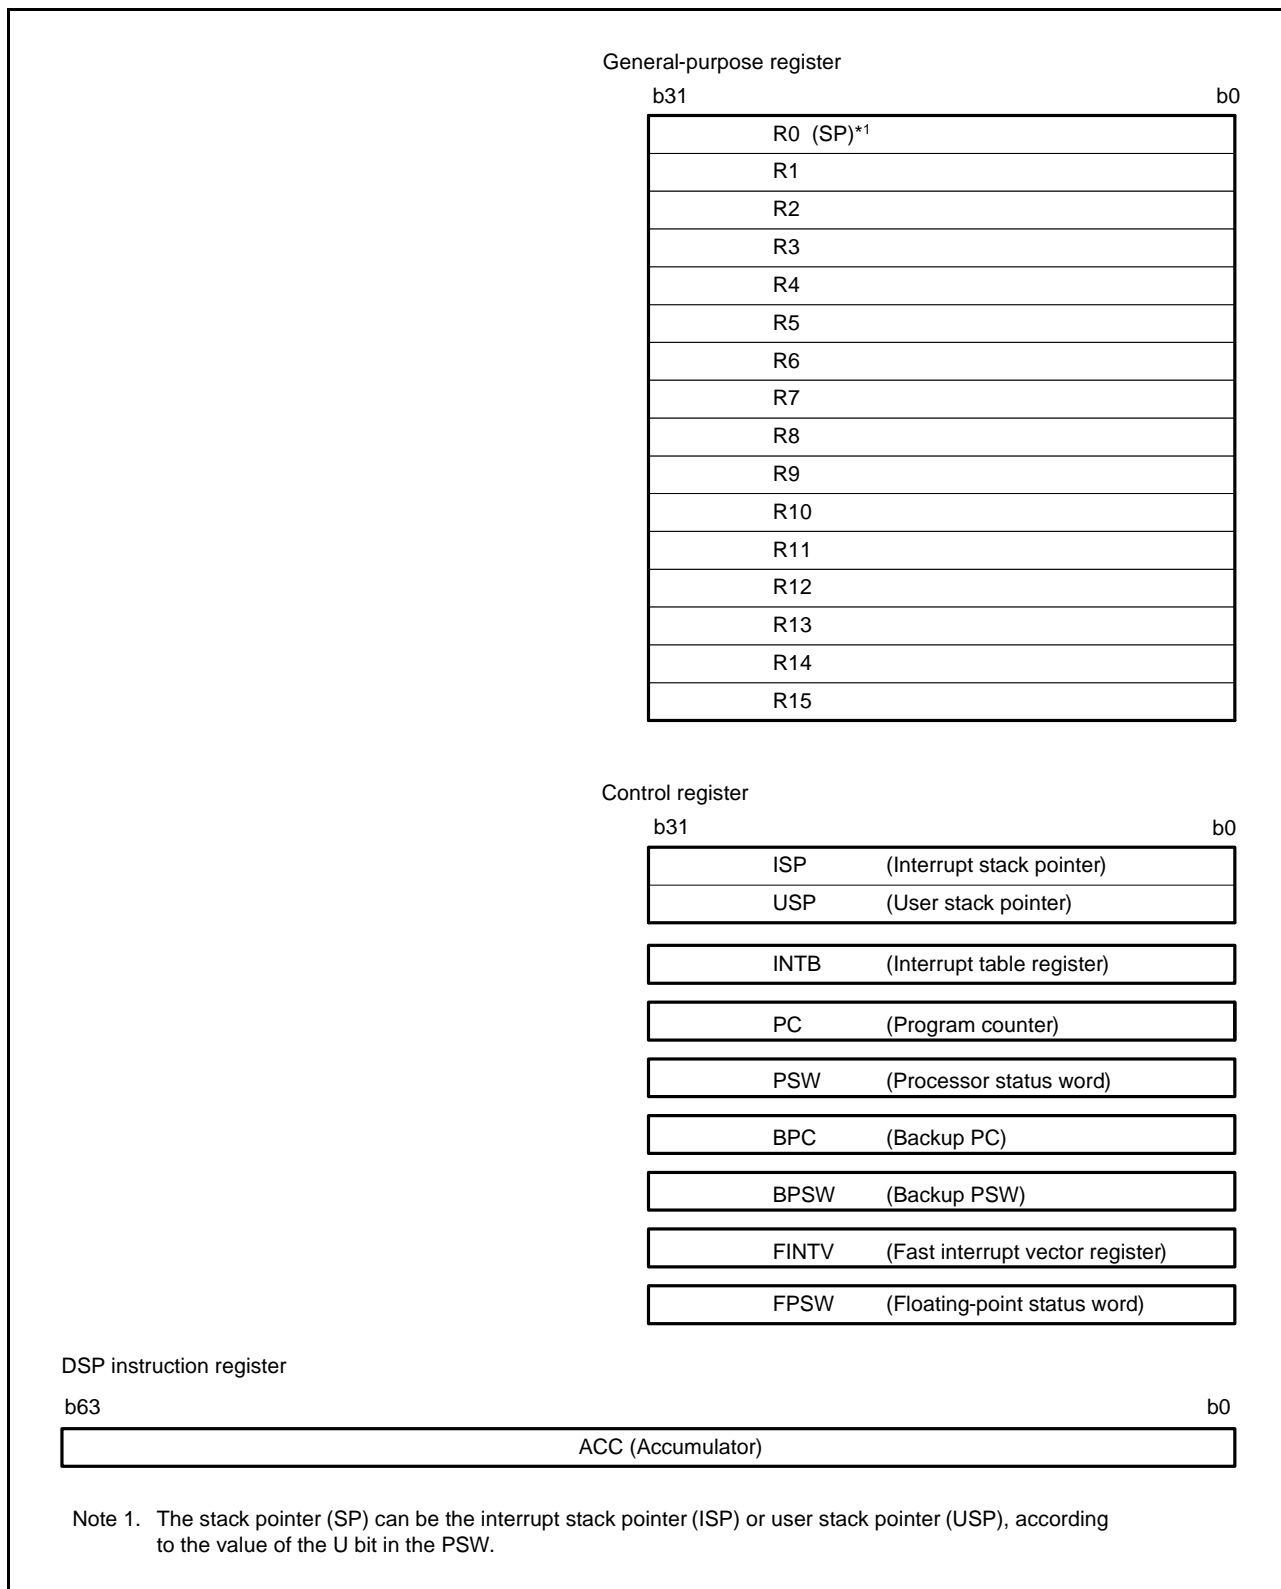 General-purpose register
b31 b0
R0 (SP)*1
R1
R2
R3
R4
R5
R6
R7
R8
R9
R10
R11
R12
R13
R14
R15
Control register
b31 b0
ISP (Interrupt stack pointer)
USP (User stack pointer)
INTB (Interrupt table register)
PC (Program counter)
PSW (Processor status word)
BPC (Backup PC)
BPSW (Backup PSW)
FINTV (Fast interrupt vector register)
FPSW (Floating-point status word)
DSP instruction register
b63 b0
ACC (Accumulator)
Note 1. The stack pointer (SP) can be the interrupt stack pointer (ISP) or user stack pointer (USP), according
to the value of the U bit in the PSW.